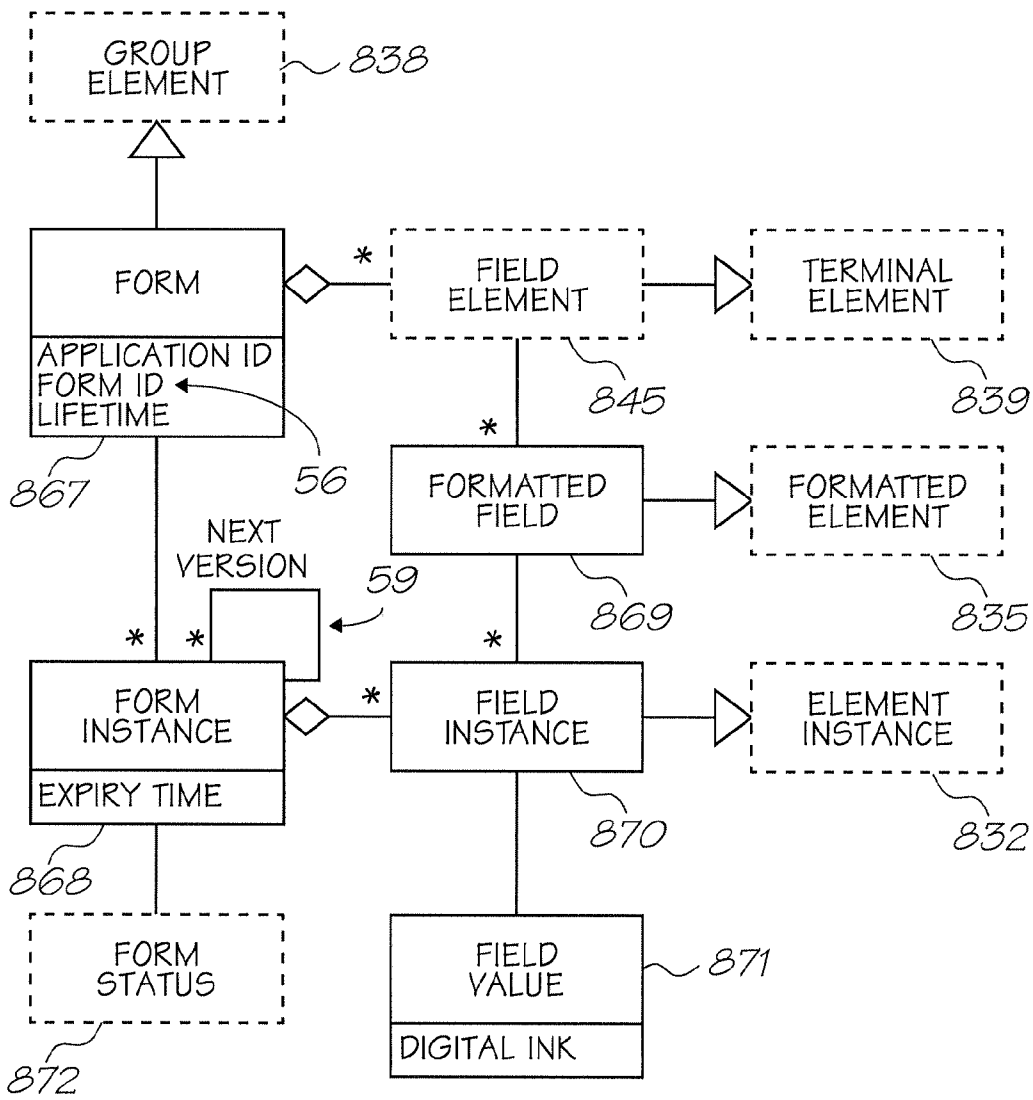 GROUP
ELEMENT
838
FORM
*
FIELD
ELEMENT
TERMINAL
ELEMENT
APPLICATION ID
FORM ID
LIFETIME
845
839
867
56
*
FORMATTED
FIELD
FORMATTED
ELEMENT
NEXT
VERSION
59
869
835
*
*
*
FORM
INSTANCE
*
FIELD
INSTANCE
ELEMENT
INSTANCE
EXPIRY TIME
870
832
868
FORM
STATUS
FIELD
VALUE
871
DIGITAL INK
872